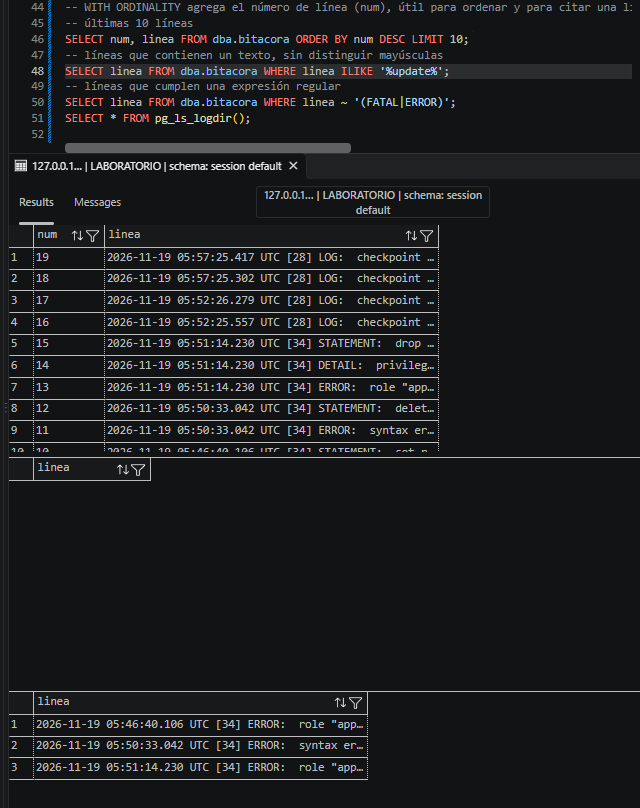 44 -- WITH ORDINALITY agrega el número de línea (num), útil para ordenar y para citar una l
45 -- últimas 10 líneas
46 SELECT num, linea FROM dba.bitacora ORDER BY num DESC LIMIT 10;
47 -- líneas que contienen un texto, sin distinguir mayúsculas
48 SELECT linea FROM dba.bitacora WHERE linea ILIKE '%update%';
49 -- líneas que cumplen una expresión regular
50 SELECT linea FROM dba.bitacora WHERE linea ~ '(FATAL|ERROR)';
51 SELECT * FROM pg_ls_logdir();
52
127.0.0.1... | LABORATORIO | schema: session default
Results Messages
127.0.0.1... | LABORATORIO | schema: session
default
num linea
1 19 2026-11-19 05:57:25.417 UTC [28] LOG:  checkpoint …
2 18 2026-11-19 05:57:25.302 UTC [28] LOG:  checkpoint …
3 17 2026-11-19 05:52:26.279 UTC [28] LOG:  checkpoint …
4 16 2026-11-19 05:52:25.557 UTC [28] LOG:  checkpoint …
5 15 2026-11-19 05:51:14.230 UTC [34] STATEMENT:  drop …
6 14 2026-11-19 05:51:14.230 UTC [34] DETAIL:  privileg…
7 13 2026-11-19 05:51:14.230 UTC [34] ERROR:  role "app…
8 12 2026-11-19 05:50:33.042 UTC [34] STATEMENT:  delet…
9 11 2026-11-19 05:50:33.042 UTC [34] ERROR:  syntax er…
10 10 2026-11-19 05:46:40.106 UTC [34] STATEMENT:
linea
linea
1 2026-11-19 05:46:40.106 UTC [34] ERROR:  role "app…
2 2026-11-19 05:50:33.042 UTC [34] ERROR:  syntax er…
3 2026-11-19 05:51:14.230 UTC [34] ERROR:  role "app…